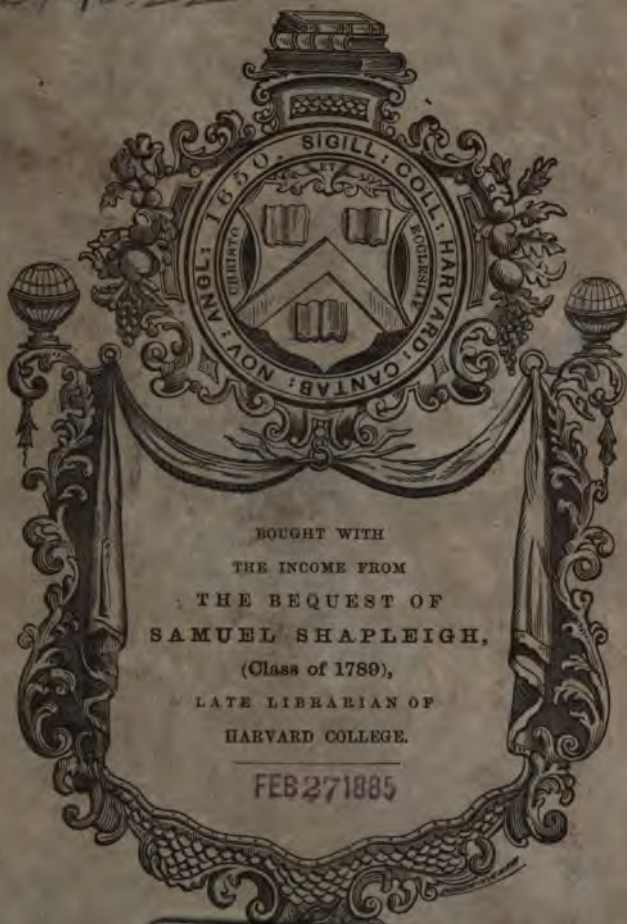 SIGILL: COLL: HARVARD: CANTAB: NOV: ANGL: 1650.
ET
CHRISTO
ECCLESIAE
BOUGHT WITH
THE INCOME FROM
THE BEQUEST OF
SAMUEL SHAPLEIGH,
(Class of 1789),
LATE LIBRARIAN OF
HARVARD COLLEGE.
FEB 27 1885